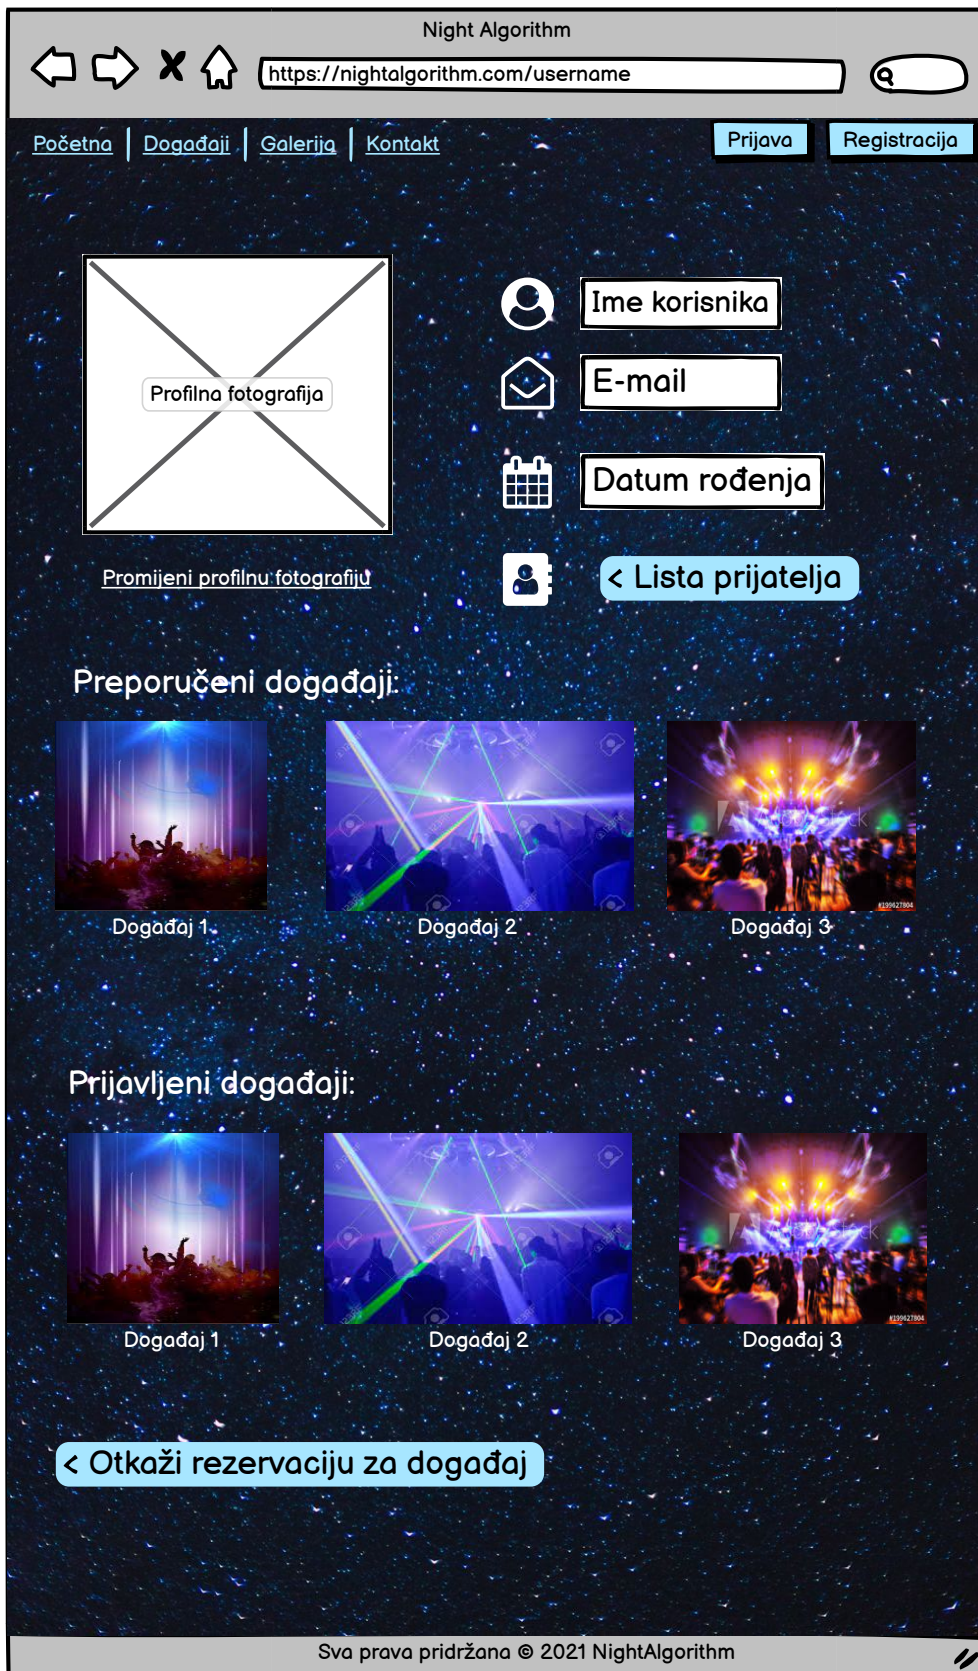 Night Algorithm
https://nightalgorithm.com/username
Početna
Događaji
Galerija
Kontakt
Prijava
Registracija
Profilna fotografija
Ime korisnika
E-mail
Datum rođenja
< Lista prijatelja
Promijeni profilnu fotografiju
Preporučeni događaji:
#199627804
Događaj 1
Događaj 2
Događaj 3
Prijavljeni događaji:
#199627804
Događaj 1
Događaj 2
Događaj 3
< Otkaži rezervaciju za događaj
Sva prava pridržana © 2021 NightAlgorithm